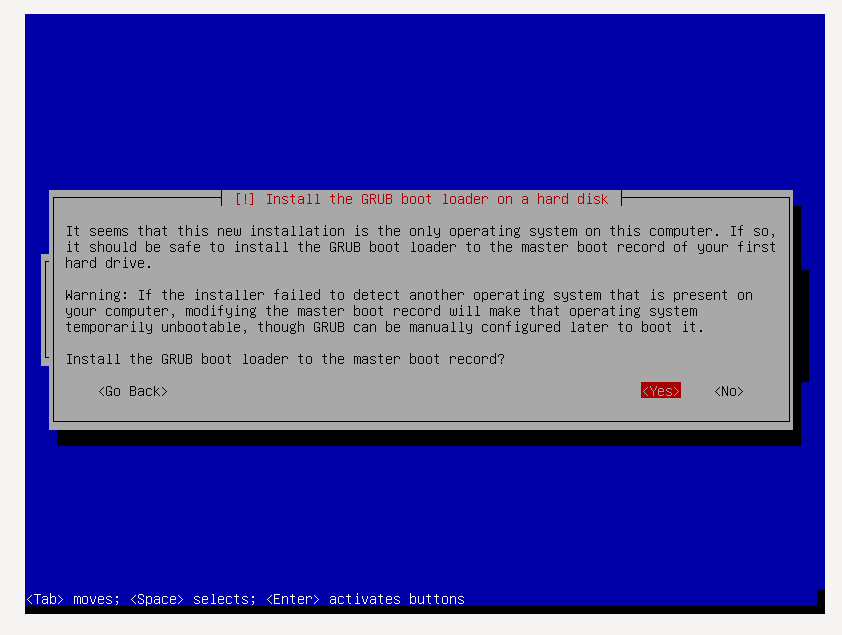 [!] Install the GRUB boot loader on a hard disk
It seems that this new installation is the only operating system on this computer. If so,
it should be safe to install the GRUB boot loader to the master boot record of your first
hard drive.
Warning: If the installer failed to detect another operating system that is present on
your computer, modifying the master boot record will make that operating system
temporarily unbootable, though GRUB can be manually configured later to boot it.
Install the GRUB boot loader to the master boot record?
<Go Back> <Yes> <No>
<Tab> moves; <Space> selects; <Enter> activates buttons